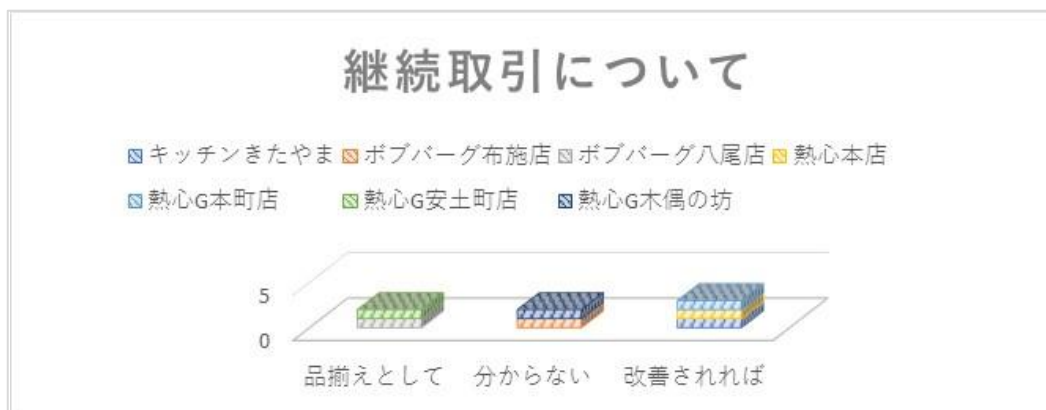 継続取引について
キッチンきたやま ボブバーグ布施店 ボブバーグ八尾店 熱心本店
熱心G本町店 熱心G安土町店 熱心G木偶の坊
5
0
品揃えとして 分からない 改善されれば